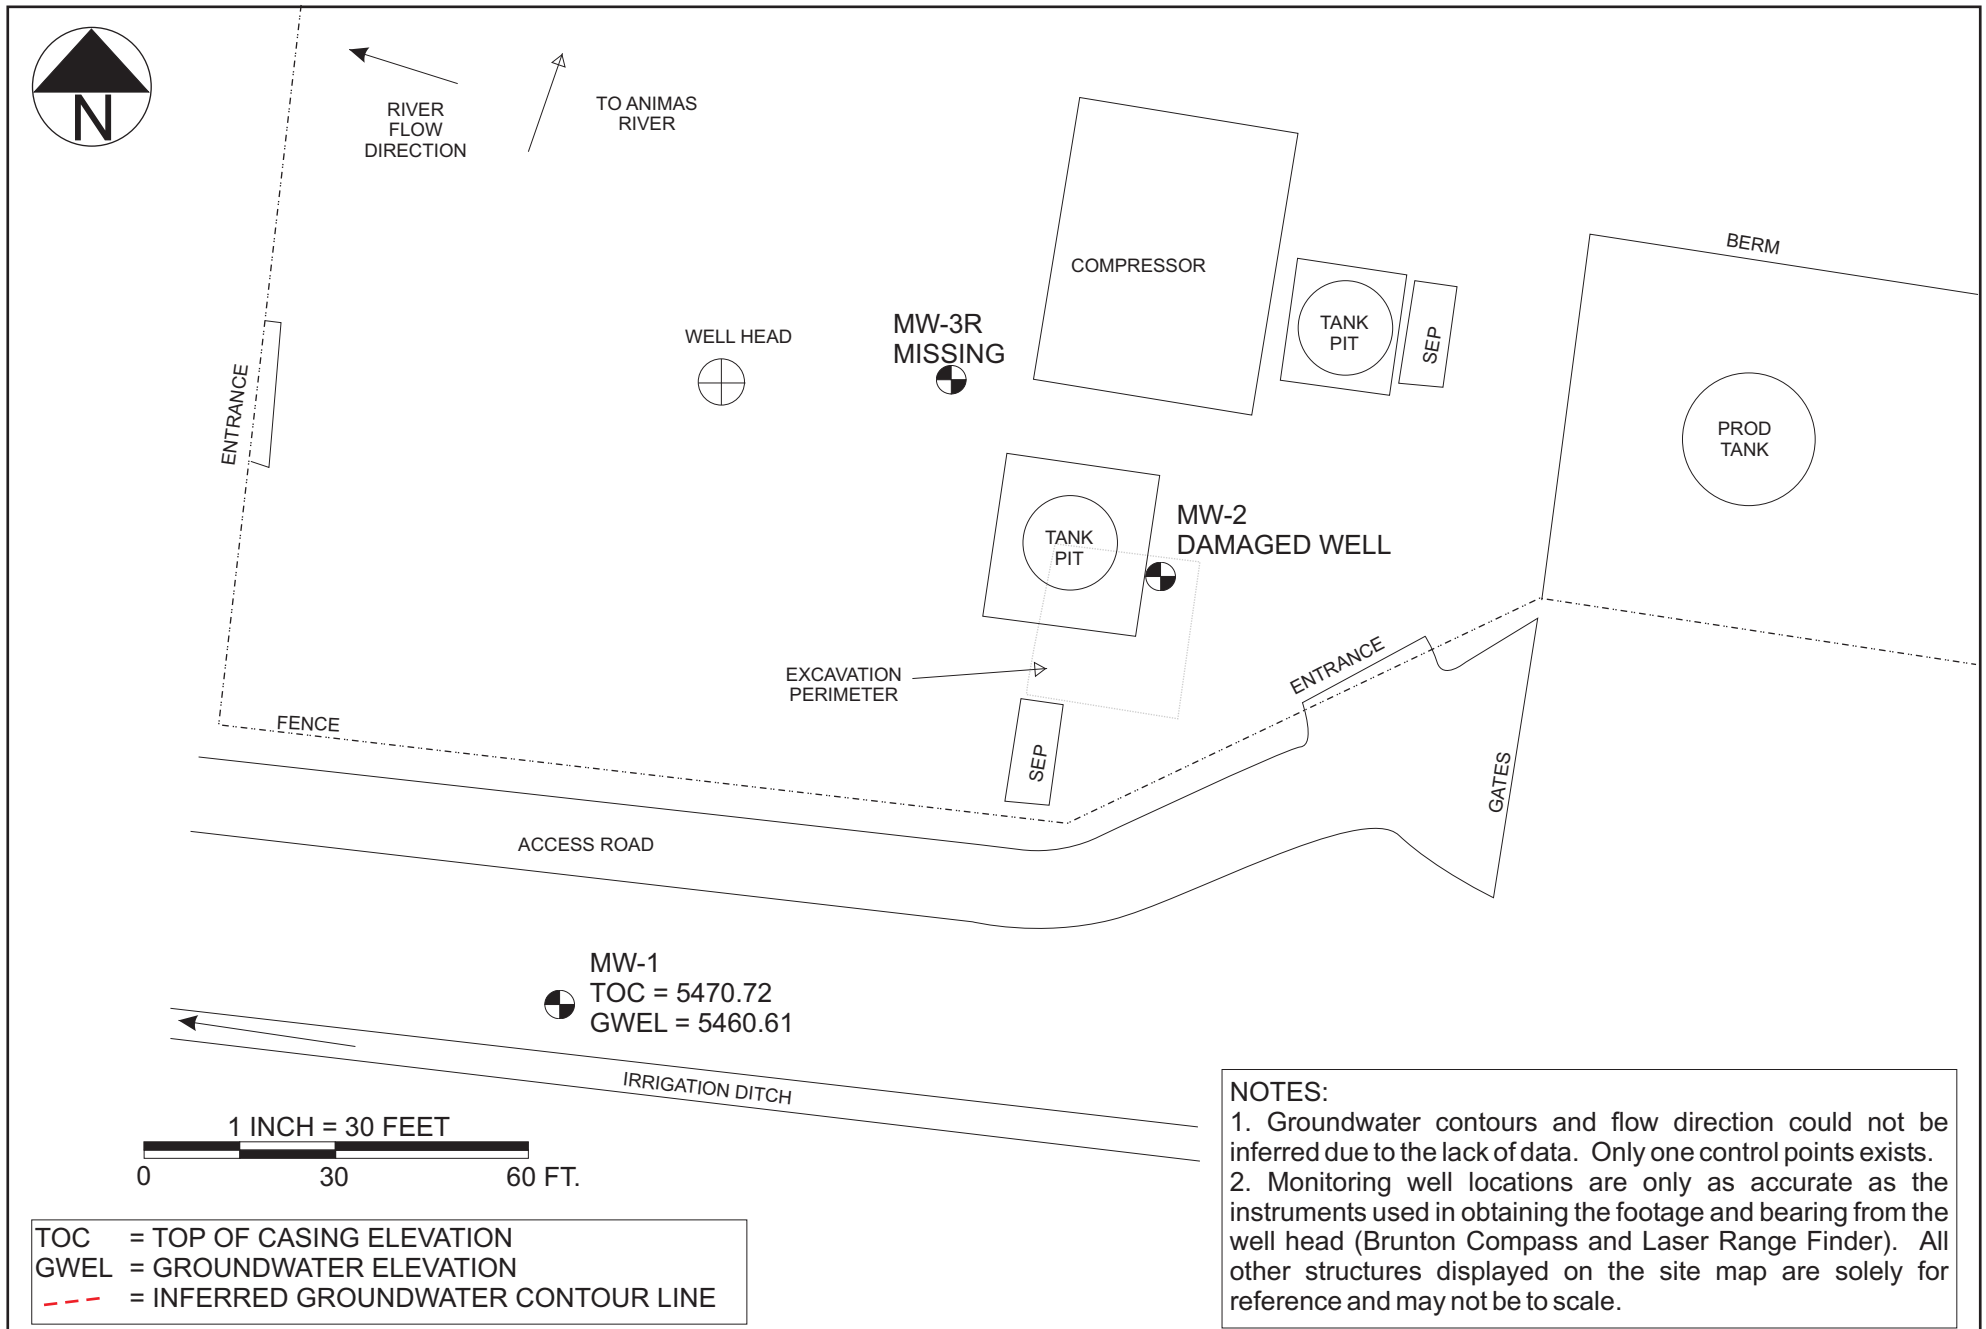 N
RIVER
FLOW
DIRECTION
TO ANIMAS
RIVER
COMPRESSOR
BERM
TANK
PIT
SEP
WELL HEAD
MW-3R
MISSING
ENTRANCE
PROD
TANK
TANK
PIT
MW-2
DAMAGED WELL
EXCAVATION
PERIMETER
ENTRANCE
FENCE
SEP
GATES
ACCESS ROAD
MW-1
TOC = 5470.72
GWEL = 5460.61
IRRIGATION DITCH
1 INCH = 30 FEET
0 30 60 FT.
TOC = TOP OF CASING ELEVATION
GWEL = GROUNDWATER ELEVATION
= INFERRED GROUNDWATER CONTOUR LINE
NOTES:
1. Groundwater contours and flow direction could not be
inferred due to the lack of data. Only one control points exists.
2. Monitoring well locations are only as accurate as the
instruments used in obtaining the footage and bearing from the
well head (Brunton Compass and Laser Range Finder). All
other structures displayed on the site map are solely for
reference and may not be to scale.